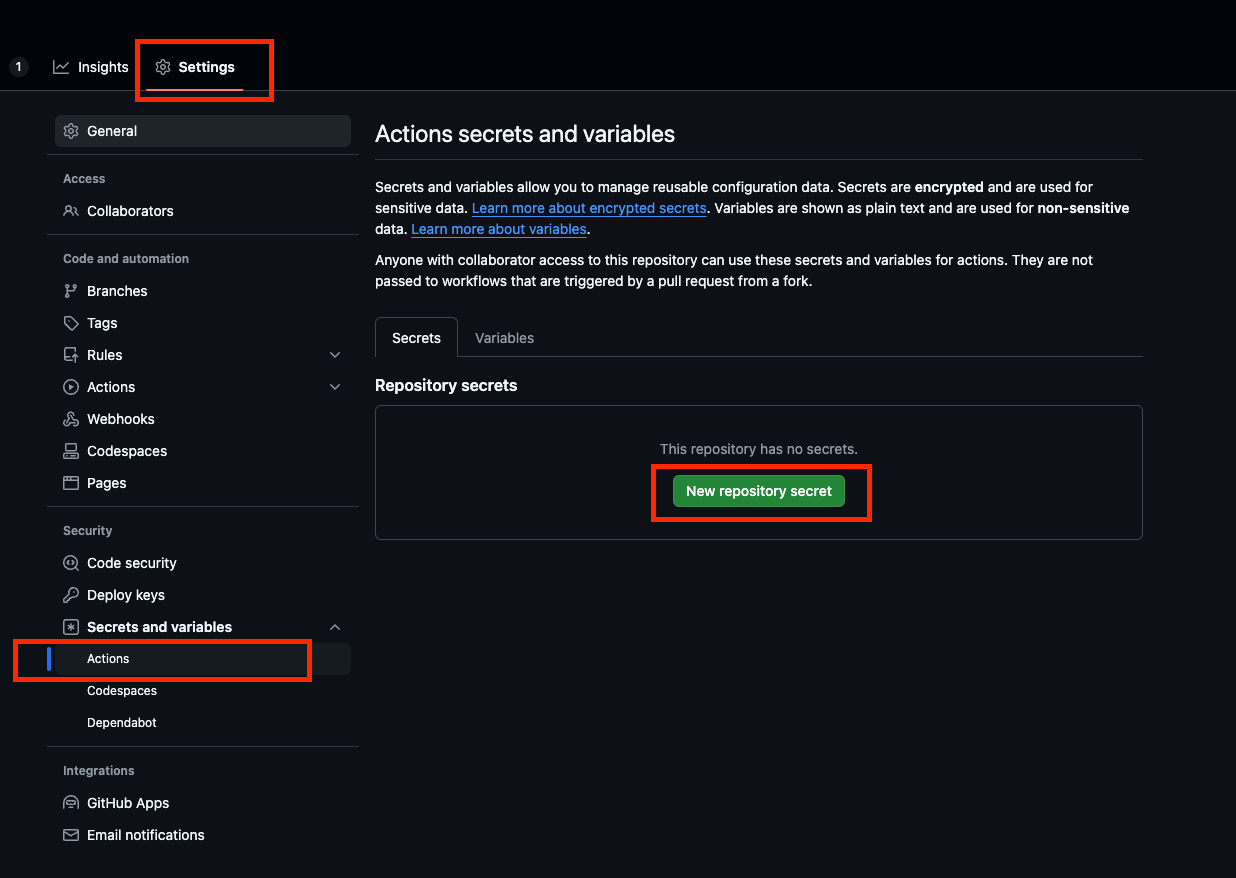 1
Insights
Settings
General
Access
Collaborators
Code and automation
Branches
Tags
Rules
Actions
Webhooks
Codespaces
Pages
Security
Code security
Deploy keys
Secrets and variables
Actions
Codespaces
Dependabot
Integrations
GitHub Apps
Email notifications
Actions secrets and variables
Secrets and variables allow you to manage reusable configuration data. Secrets are encrypted and are used for
sensitive data. Learn more about encrypted secrets. Variables are shown as plain text and are used for non-sensitive
data. Learn more about variables.
Anyone with collaborator access to this repository can use these secrets and variables for actions. They are not
passed to workflows that are triggered by a pull request from a fork.
Secrets
Variables
Repository secrets
This repository has no secrets.
New repository secret